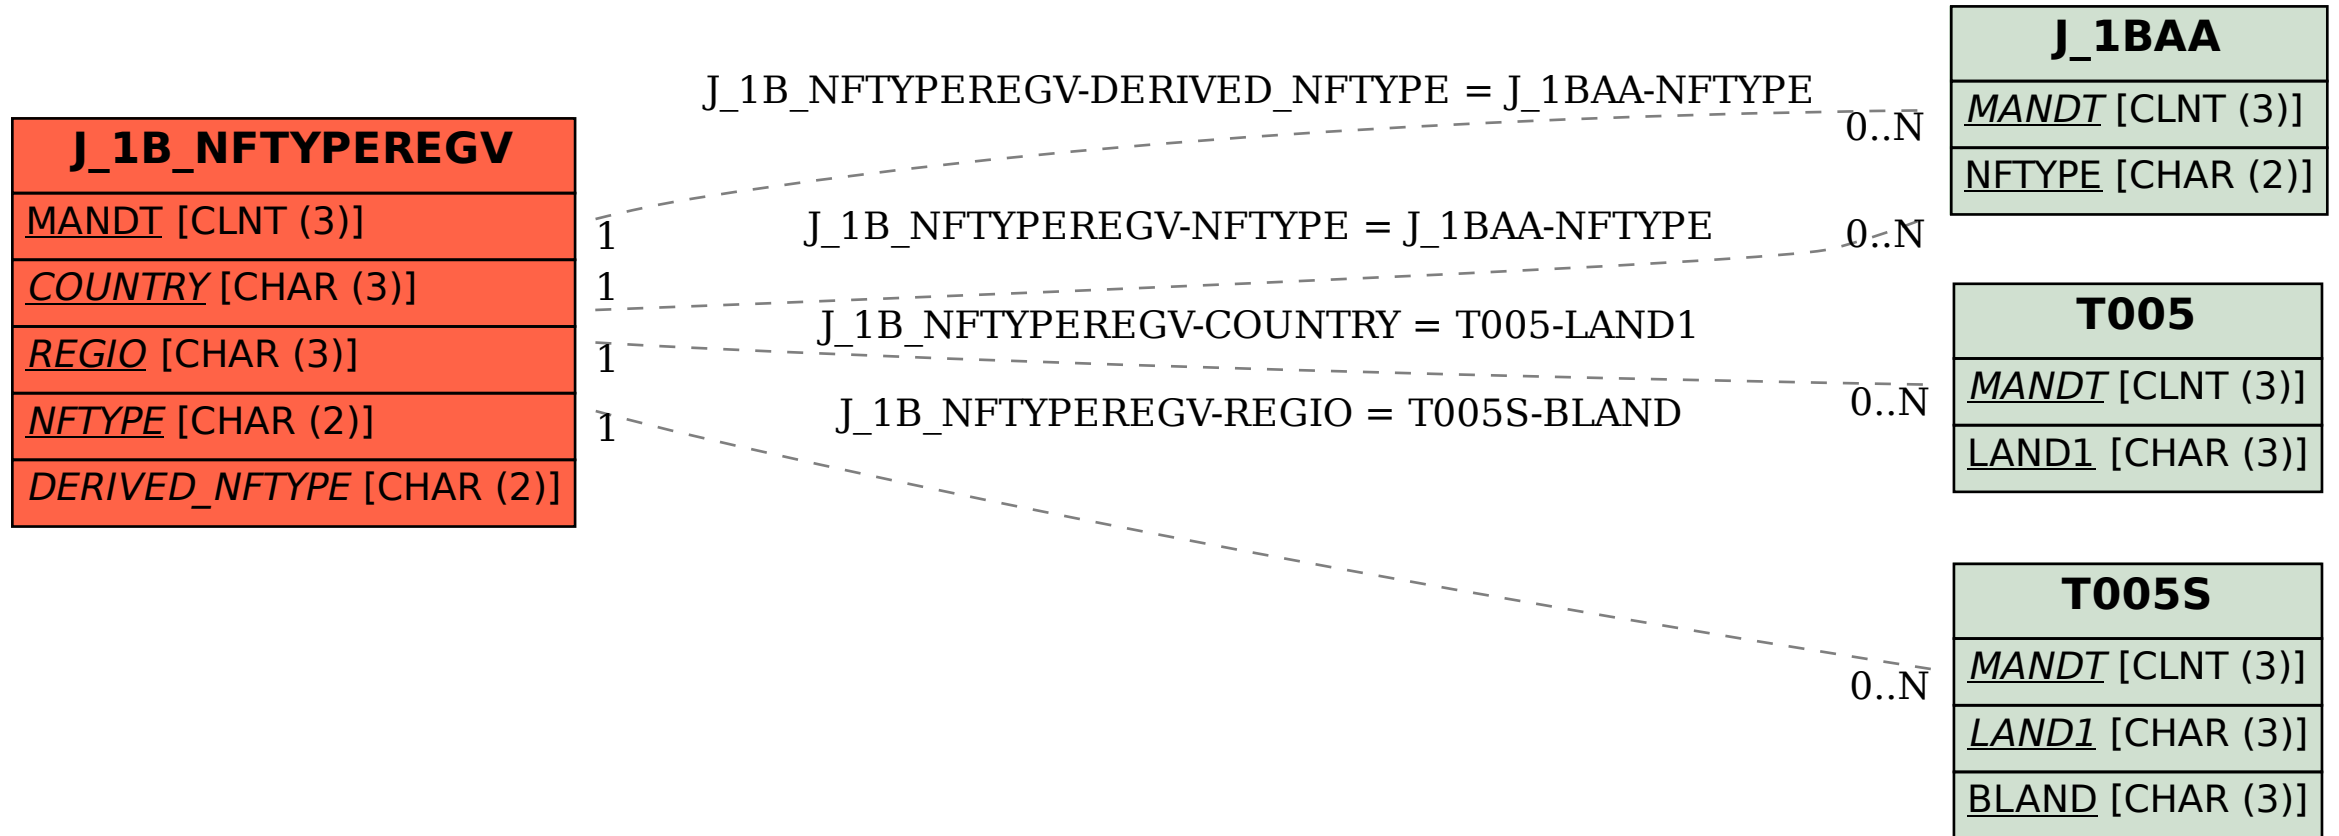 J_1B_NFTYPEREGV
MANDT [CLNT (3)]
COUNTRY [CHAR (3)]
REGIO [CHAR (3)]
NFTYPE [CHAR (2)]
DERIVED_NFTYPE [CHAR (2)]
J_1B_NFTYPEREGV-DERIVED_NFTYPE = J_1BAA-NFTYPE
1
0..N
J_1B_NFTYPEREGV-NFTYPE = J_1BAA-NFTYPE
1
0..N
J_1B_NFTYPEREGV-COUNTRY = T005-LAND1
1
0..N
J_1B_NFTYPEREGV-REGIO = T005S-BLAND
1
0..N
J_1BAA
MANDT [CLNT (3)]
NFTYPE [CHAR (2)]
T005
MANDT [CLNT (3)]
LAND1 [CHAR (3)]
T005S
MANDT [CLNT (3)]
LAND1 [CHAR (3)]
BLAND [CHAR (3)]